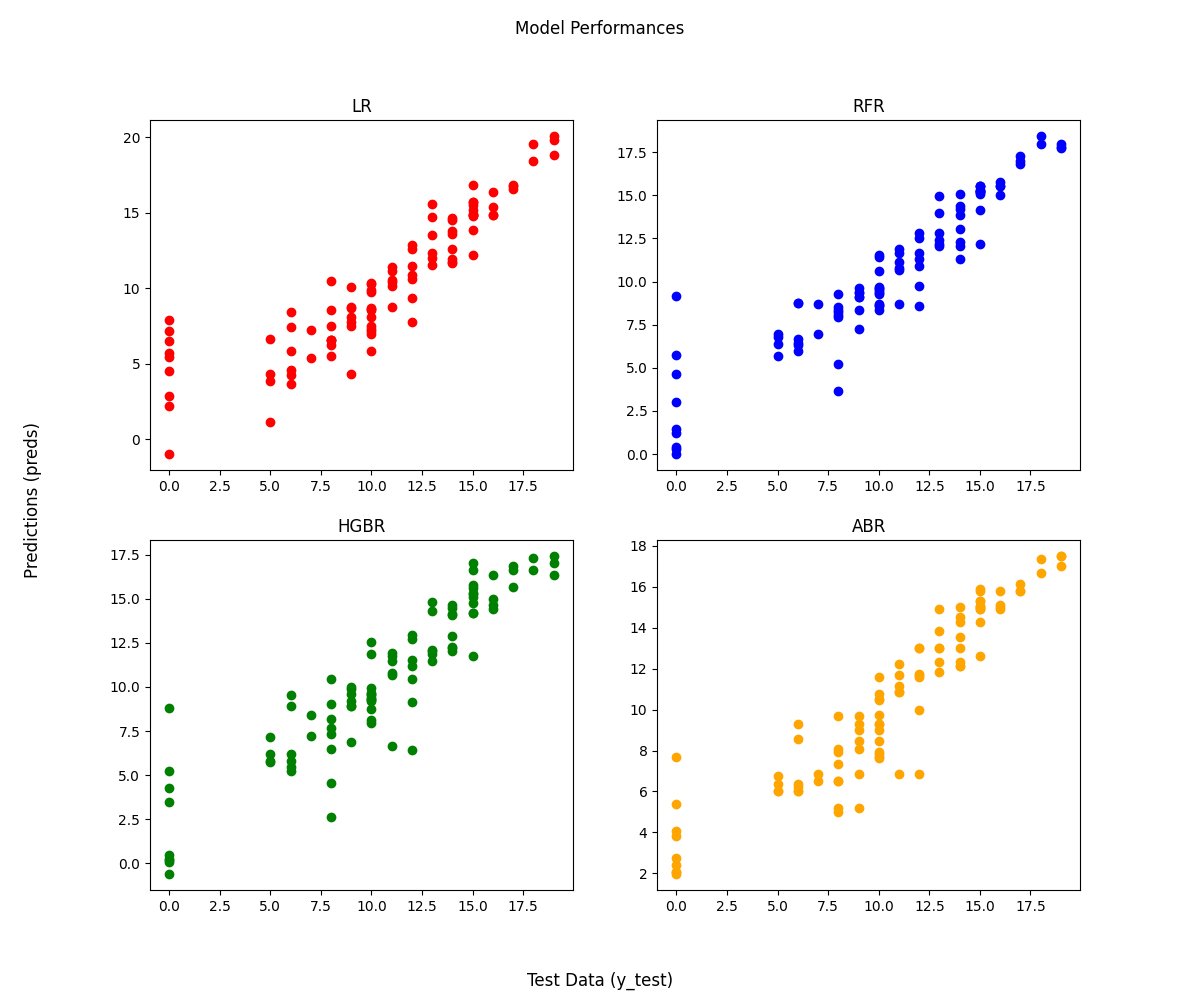 Model Performances
LR
20
15
10
5
0
0.0 2.5 5.0 7.5 10.0 12.5 15.0 17.5
RFR
17.5
15.0
12.5
10.0
7.5
5.0
2.5
0.0
0.0 2.5 5.0 7.5 10.0 12.5 15.0 17.5
Predictions (preds)
HGBR
17.5
15.0
12.5
10.0
7.5
5.0
2.5
0.0
0.0 2.5 5.0 7.5 10.0 12.5 15.0 17.5
ABR
18
16
14
12
10
8
6
4
2
0.0 2.5 5.0 7.5 10.0 12.5 15.0 17.5
Test Data (y_test)